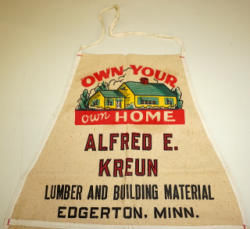 OWN YOUR
own HOME
ALFRED E.
KREUN
LUMBER AND BUILDING MATERIAL
EDGERTON, MINN.